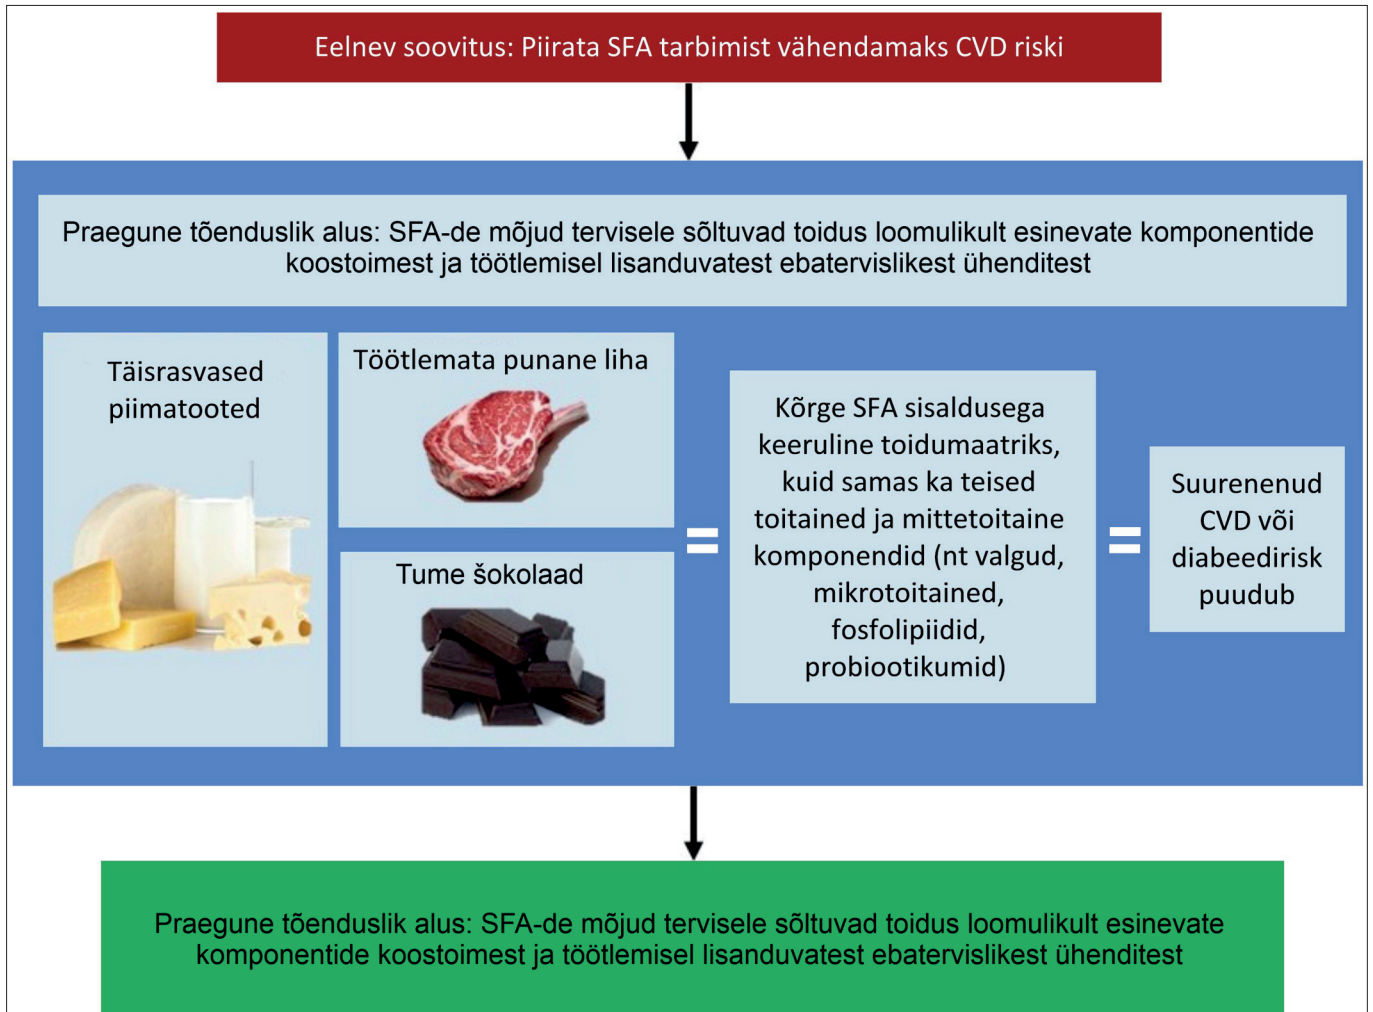 Eelnev soovitus: Piirata SFA tarbimist vähendamaks CVD riski
Praegune tõenduslik alus: SFA-de mõjud tervisele sõltuvad toidus loomulikult esinevate komponentide
koostoimest ja töötlemisel lisanduvatest ebatervislikest ühenditest
Täisrasvased
piimatooted
Töötlemata punane liha
Tume šokolaad
=
Kõrge SFA sisaldusega
keeruline toidumaatriks,
kuid samas ka teised
toitained ja mittetoitaine
komponendid (nt valgud,
mikrotoitained,
fosfolipiidid,
probiootikumid)
=
Suurenenud
CVD või
diabeedirisk
puudub
Praegune tõenduslik alus: SFA-de mõjud tervisele sõltuvad toidus loomulikult esinevate
komponentide koostoimest ja töötlemisel lisanduvatest ebatervislikest ühenditest